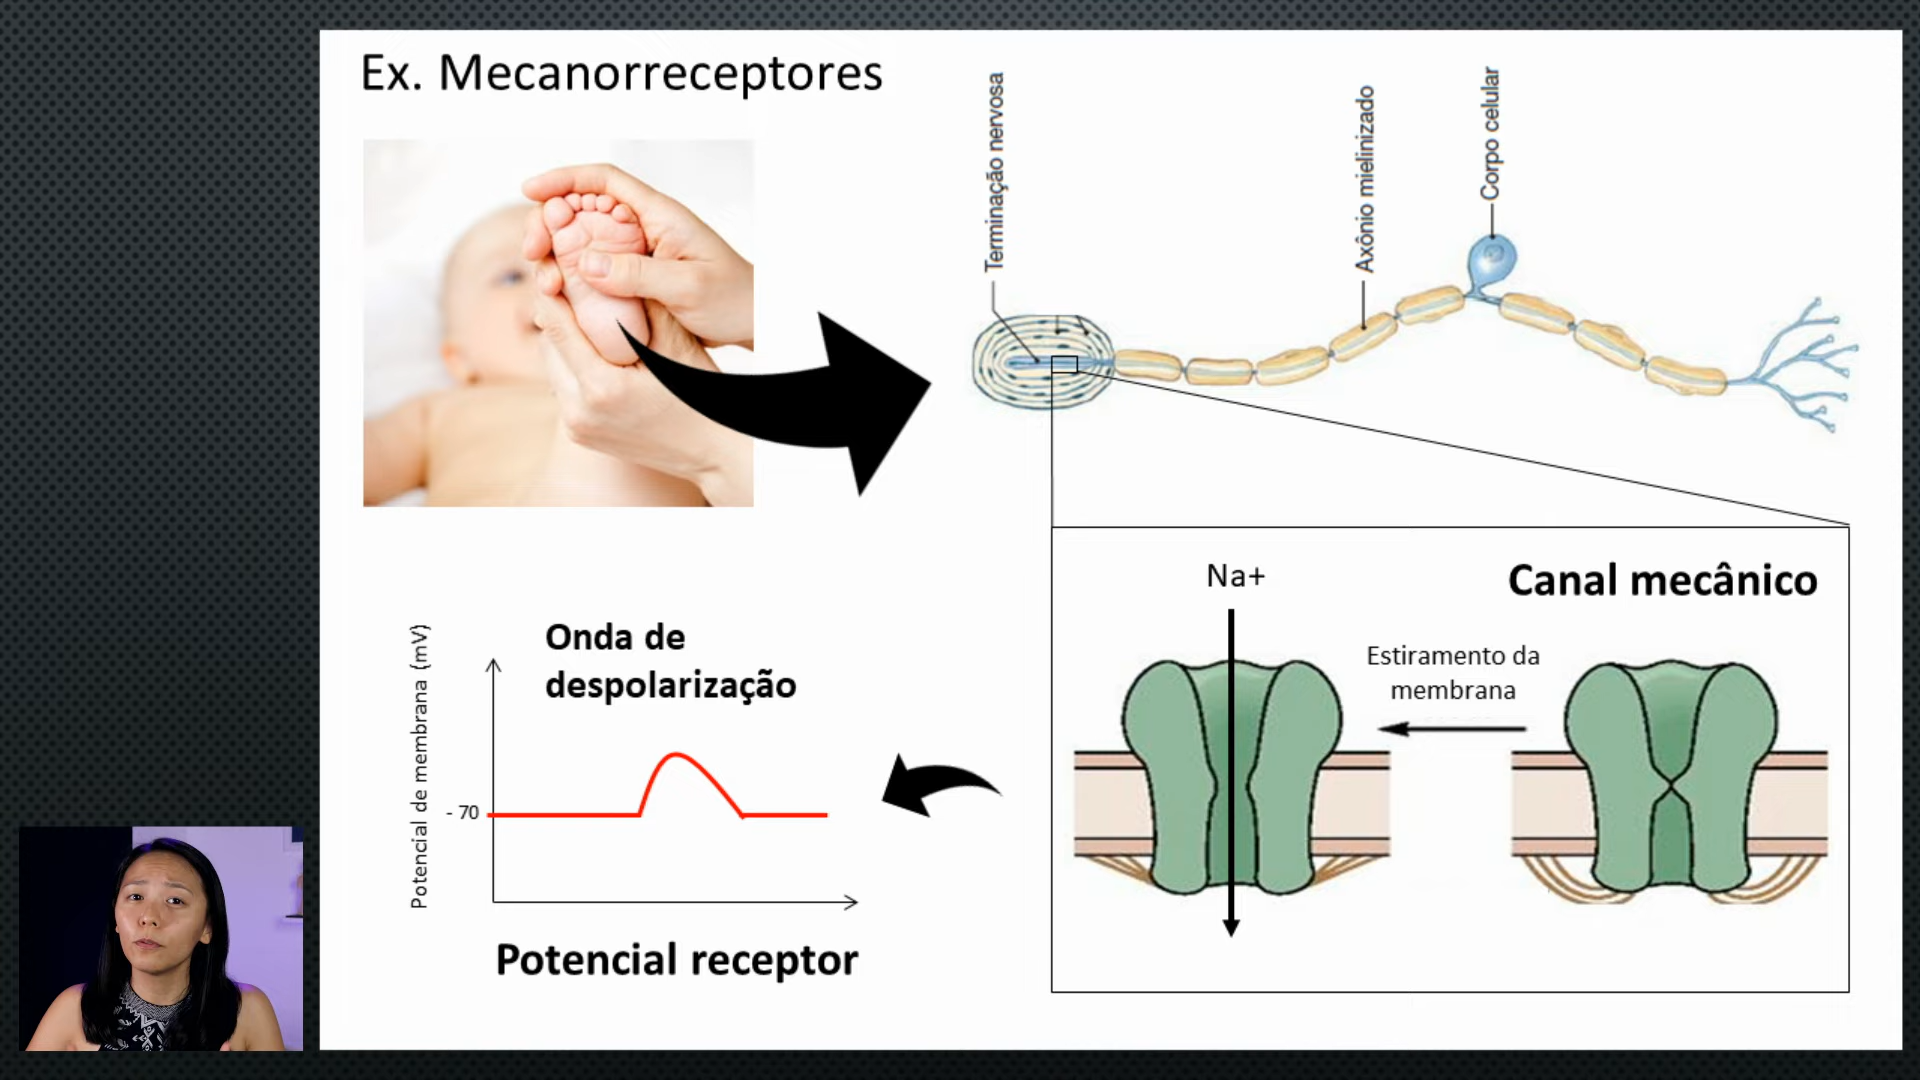 Ex. Mecanorreceptores
Terminação nervosa
Axônio mielinizado
Corpo celular
Na+
Canal mecânico
Estiramento da
membrana
Onda de
despolarização
Potencial de membrana (mV)
- 70
Potencial receptor